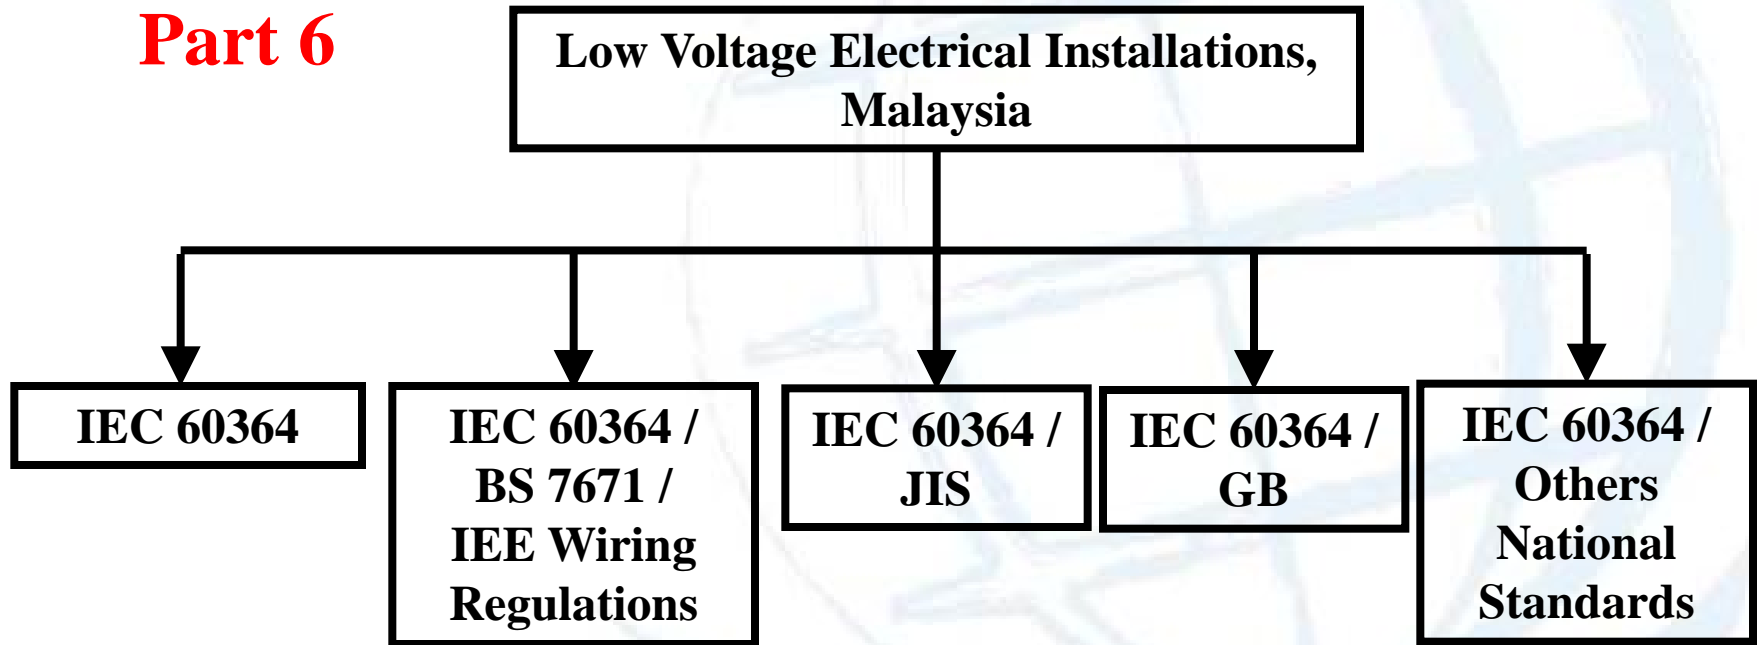 Part 6
Low Voltage Electrical Installations,
Malaysia
IEC 60364
IEC 60364 /
BS 7671 /
IEE Wiring
Regulations
IEC 60364 /
JIS
IEC 60364 /
GB
IEC 60364 /
Others
National
Standards